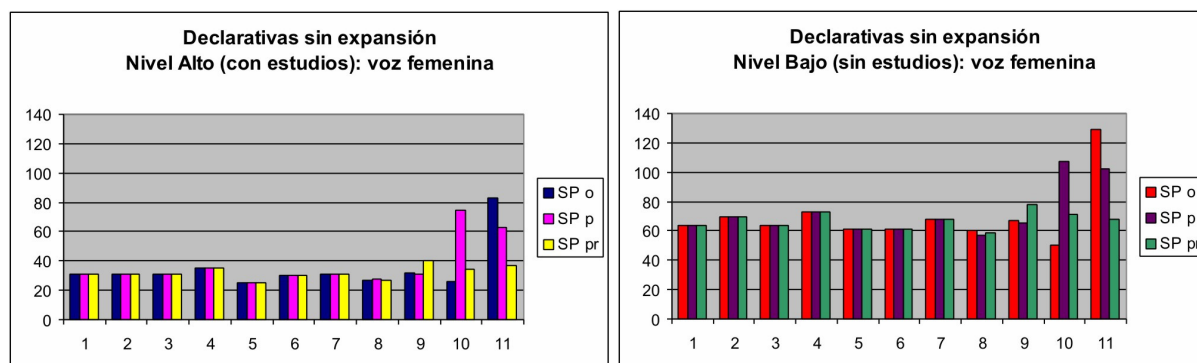 Declarativas sin expansión
Nivel Alto (con estudios): voz femenina
140
120
100
80
60
40
20
0
1 2 3 4 5 6 7 8 9 10 11
SP o
SP p
SP pr
Declarativas sin expansión
Nivel Bajo (sin estudios): voz femenina
140
120
100
80
60
40
20
0
1 2 3 4 5 6 7 8 9 10 11
SP o
SP p
SP pr